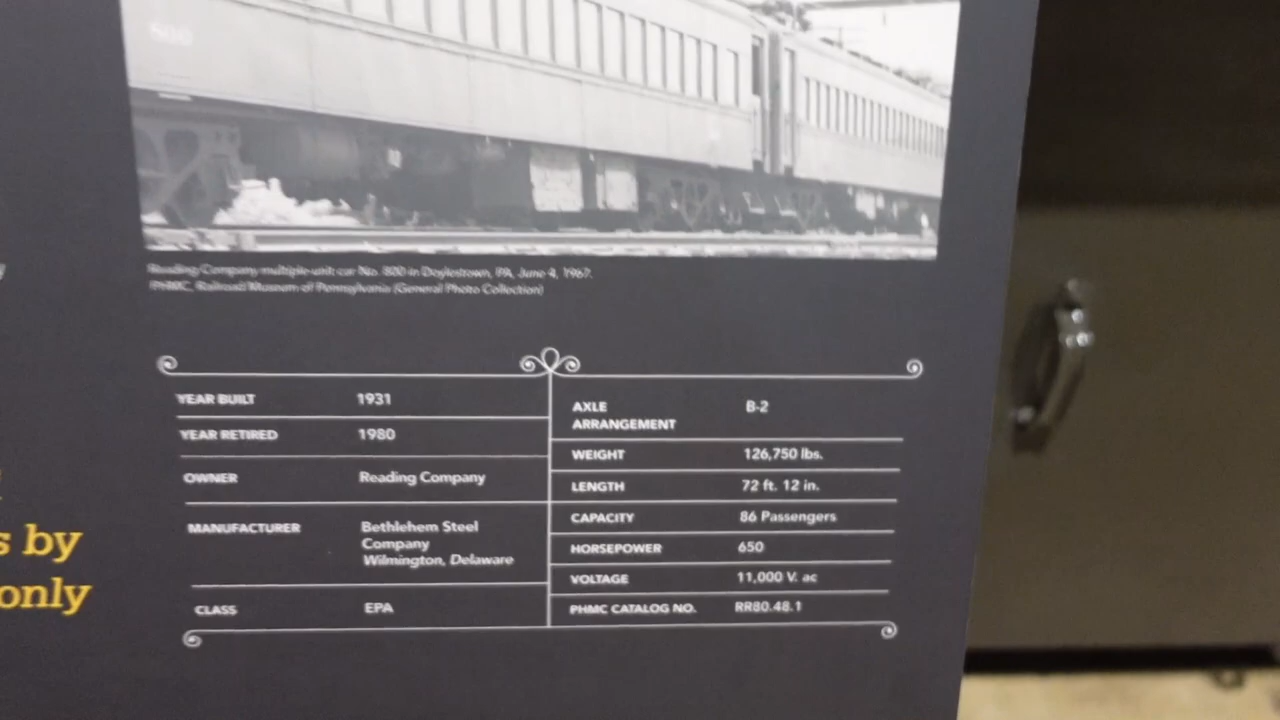 800
Reading Company multiple-unit car No. 800 in Doylestown, PA, June 4, 1967.
PHMC, Railroad Museum of Pennsylvania (General Photo Collection)
YEAR BUILT 1931
YEAR RETIRED 1980
OWNER Reading Company
MANUFACTURER Bethlehem Steel
Company
Wilmington, Delaware
CLASS EPA
AXLE
ARRANGEMENT B-2
WEIGHT 126,750 lbs.
LENGTH 72 ft. 12 in.
CAPACITY 86 Passengers
HORSEPOWER 650
VOLTAGE 11,000 V. ac
PHMC CATALOG NO. RR80.48.1
s by
only